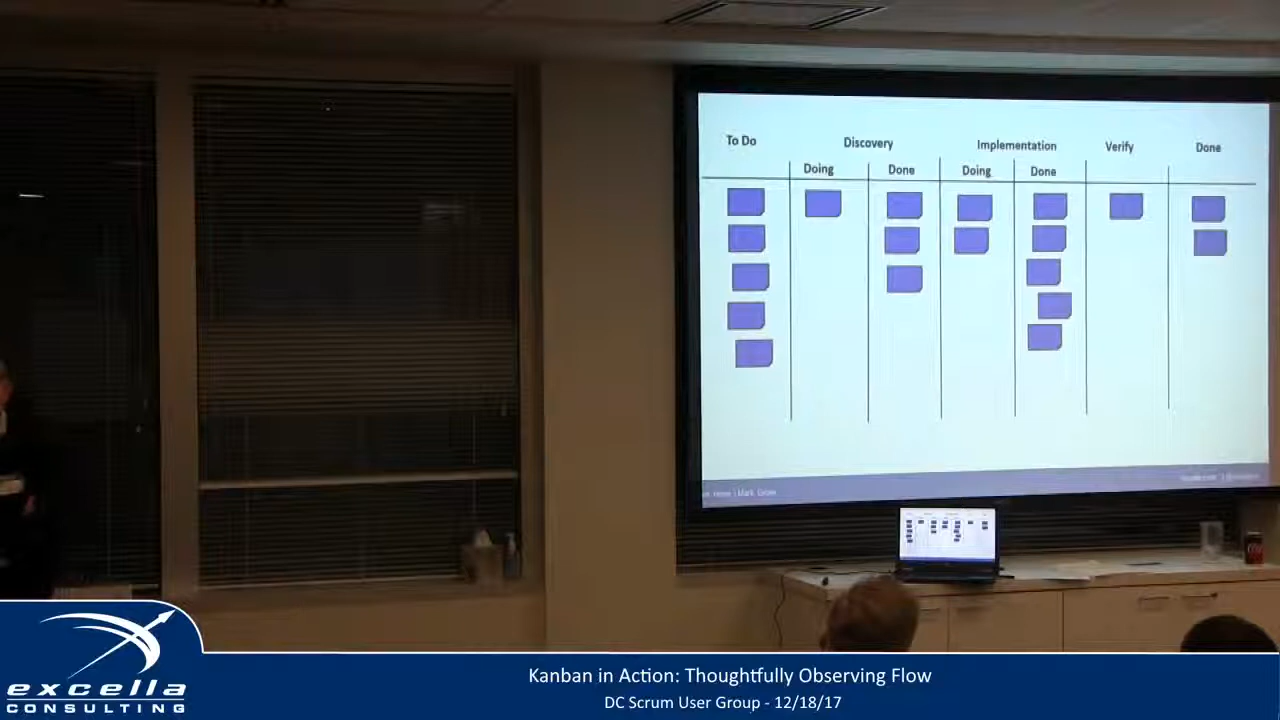 To Do
Discovery
Implementation
Verify
Done
Doing
Done
Doing
Done
excella
CONSULTING
Kanban in Action: Thoughtfully Observing Flow
DC Scrum User Group - 12/18/17